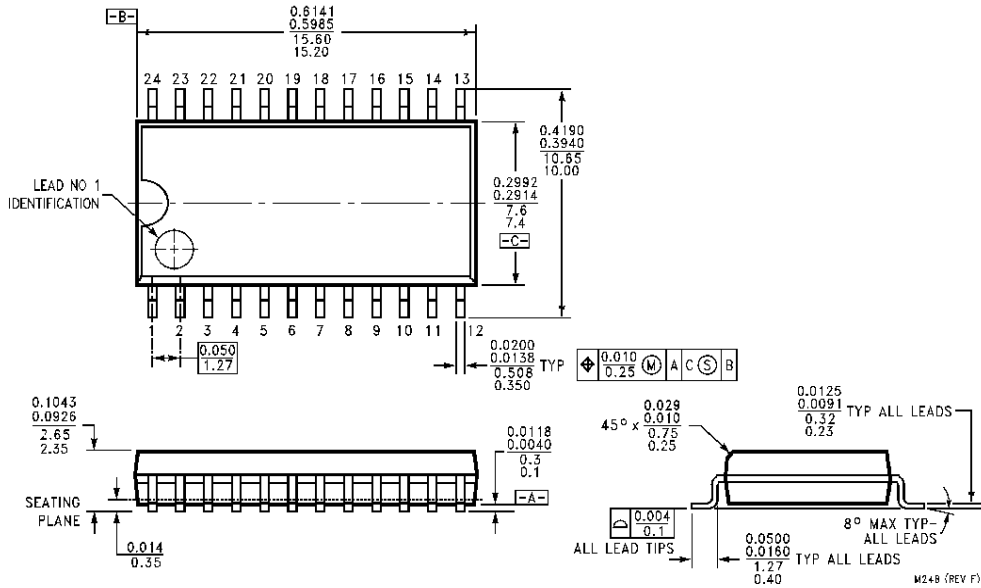 -B-
0.6141
0.5985
15.60
15.20
24 23 22 21 20 19 18 17 16 15 14 13
0.4190
0.3940
10.65
10.00
0.2992
0.2914
7.6
7.4
-C-
LEAD NO 1
IDENTIFICATION
1 2 3 4 5 6 7 8 9 10 11 12
0.050
1.27
0.0200
0.0138
0.508
0.350
TYP
0.010
0.25
M A C S B
0.1043
0.0926
2.65
2.35
0.0118
0.0040
0.3
0.1
-A-
SEATING
PLANE
0.014
0.35
45° x
0.029
0.010
0.75
0.25
0.0125
0.0091
0.32
0.23
TYP ALL LEADS
0.004
0.1
ALL LEAD TIPS
0.0500
0.0160
1.27
0.40
TYP ALL LEADS
8° MAX TYP-
ALL LEADS
M24B (REV F)